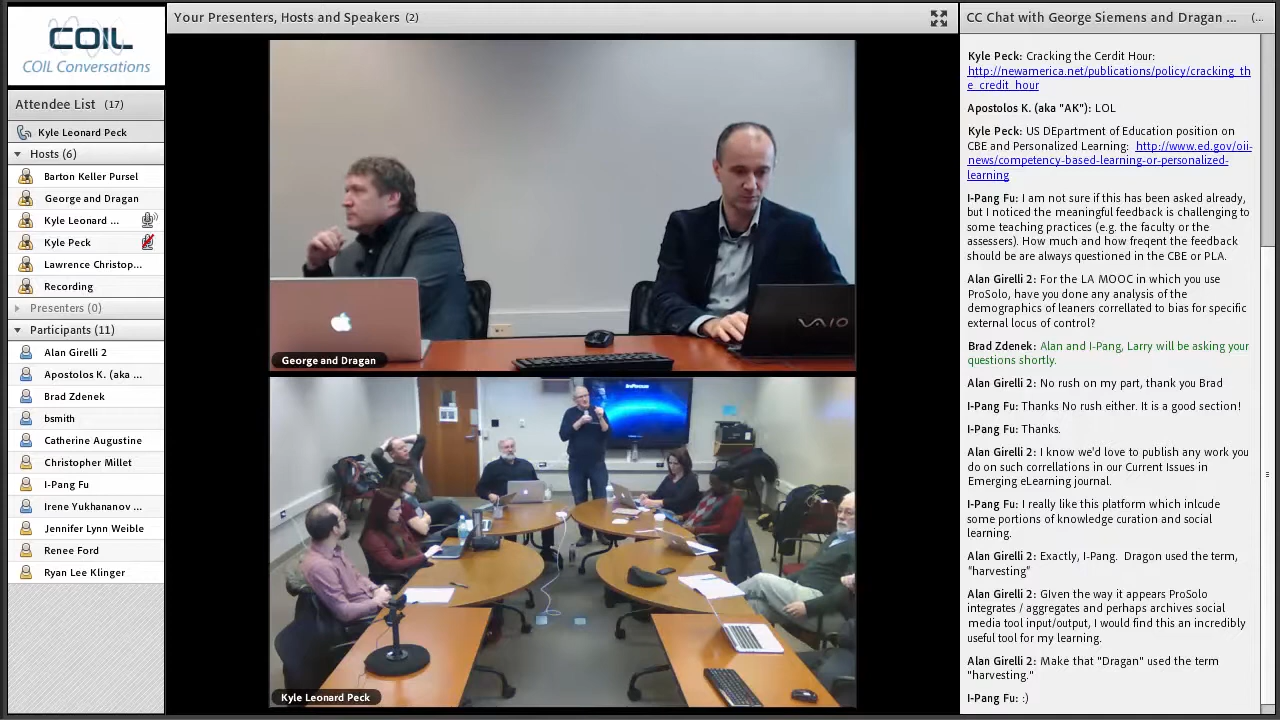 COIL
COIL Conversations
Attendee List (17)
Kyle Leonard Peck
Hosts (6)
Barton Keller Pursel
George and Dragan
Kyle Leonard ...
Kyle Peck
Lawrence Christop...
Recording
Presenters (0)
Participants (11)
Alan Girelli 2
Apostolos K. (aka ...
Brad Zdenek
bsmith
Catherine Augustine
Christopher Millet
I-Pang Fu
Irene Yukhananov ...
Jennifer Lynn Weible
Renee Ford
Ryan Lee Klinger
Your Presenters, Hosts and Speakers (2)
VAIO
George and Dragan
InFocus
Kyle Leonard Peck
CC Chat with George Siemens and Dragan ... (...
Kyle Peck: Cracking the Cerdit Hour:
http://newamerica.net/publications/policy/cracking_th
e_credit_hour
Apostolos K. (aka "AK"): LOL
Kyle Peck: US DEpartment of Education position on
CBE and Personalized Learning: http://www.ed.gov/oii-
news/competency-based-learning-or-personalized-
learning
I-Pang Fu: I am not sure if this has been asked already,
but I noticed the meaningful feedback is challenging to
some teaching practices (e.g. the faculty or the
assessers). How much and how freqent the feedback
should be are always questioned in the CBE or PLA.
Alan Girelli 2: For the LA MOOC in which you use
ProSolo, have you done any analysis of the
demographics of leaners correllated to bias for specific
external locus of control?
Brad Zdenek: Alan and I-Pang, Larry will be asking your
questions shortly.
Alan Girelli 2: No rush on my part, thank you Brad
I-Pang Fu: Thanks No rush either. It is a good section!
I-Pang Fu: Thanks.
Alan Girelli 2: I know we'd love to publish any work you
do on such correllations in our Current Issues in
Emerging eLearning journal.
I-Pang Fu: I really like this platform which inlcude
some portions of knowledge curation and social
learning.
Alan Girelli 2: Exactly, I-Pang. Dragon used the term,
"harvesting"
Alan Girelli 2: GIven the way it appears ProSolo
integrates / aggregates and perhaps archives social
media tool input/output, I would find this an incredibly
useful tool for my learning.
Alan Girelli 2: Make that "Dragan" used the term
"harvesting."
I-Pang Fu: :)